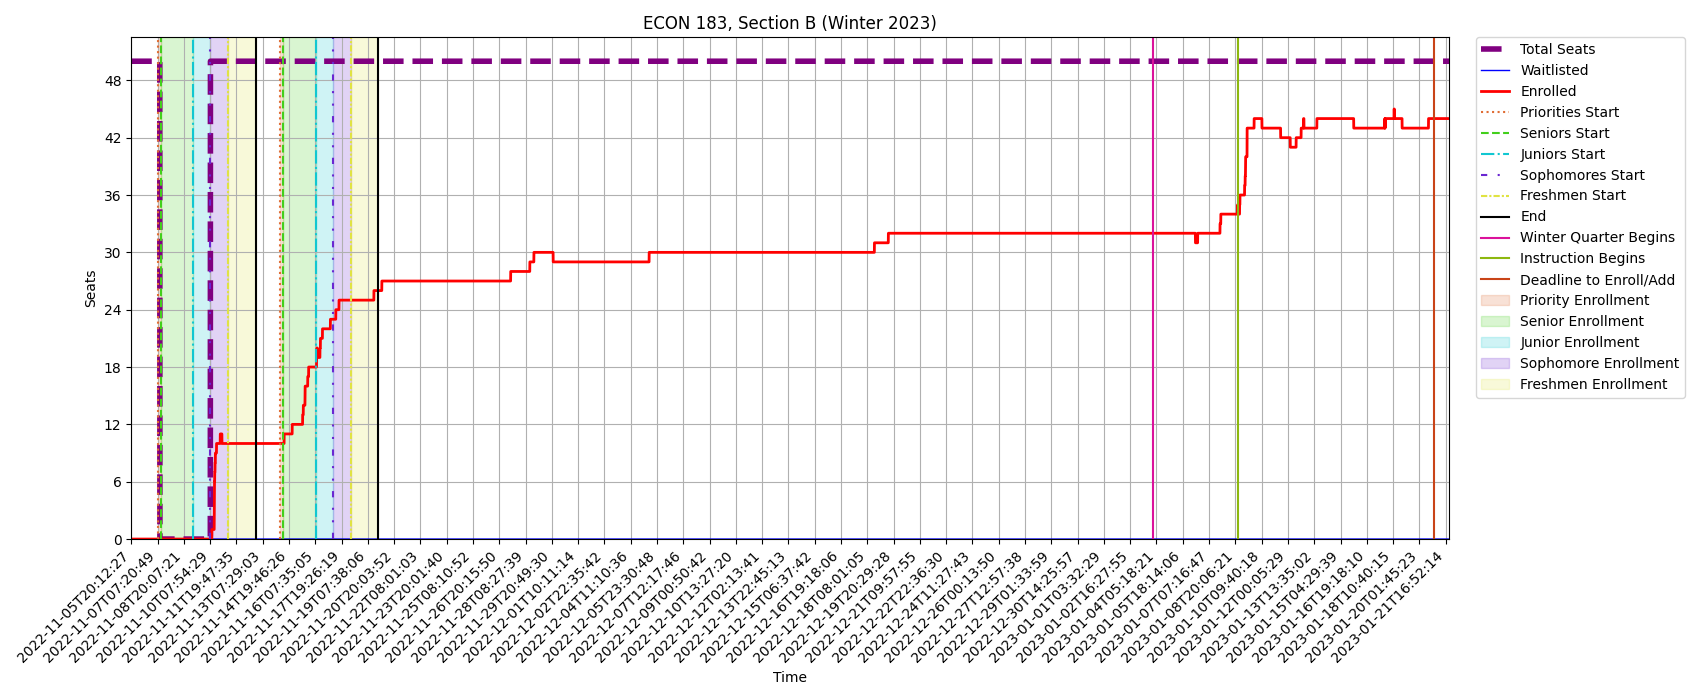 ECON 183, Section B (Winter 2023)
Seats
48
42
36
30
24
18
12
6
0
2022-11-05T20:12:27
2022-11-07T07:20:49
2022-11-08T20:07:21
2022-11-10T07:54:29
2022-11-11T19:47:35
2022-11-13T07:29:03
2022-11-14T19:46:26
2022-11-16T07:35:05
2022-11-17T19:26:19
2022-11-19T07:38:06
2022-11-20T20:03:52
2022-11-22T08:01:03
2022-11-23T20:01:40
2022-11-25T08:10:52
2022-11-26T20:15:50
2022-11-28T08:27:39
2022-11-29T20:49:30
2022-12-01T10:11:14
2022-12-02T22:35:42
2022-12-04T11:10:36
2022-12-05T23:30:48
2022-12-07T12:17:46
2022-12-09T00:50:42
2022-12-10T13:27:20
2022-12-12T02:13:41
2022-12-13T22:45:13
2022-12-15T06:37:42
2022-12-16T19:18:06
2022-12-18T08:01:05
2022-12-19T20:29:28
2022-12-21T09:57:55
2022-12-22T22:36:30
2022-12-24T11:27:43
2022-12-26T00:13:50
2022-12-27T12:57:38
2022-12-29T01:33:59
2022-12-30T14:25:57
2023-01-01T03:32:29
2023-01-02T16:27:55
2023-01-04T05:18:21
2023-01-05T18:14:06
2023-01-07T07:16:47
2023-01-08T20:06:21
2023-01-10T09:40:18
2023-01-12T00:05:29
2023-01-13T13:35:02
2023-01-15T04:29:39
2023-01-16T19:18:10
2023-01-18T10:40:15
2023-01-20T01:45:23
2023-01-21T16:52:14
Time
Total Seats
Waitlisted
Enrolled
Priorities Start
Seniors Start
Juniors Start
Sophomores Start
Freshmen Start
End
Winter Quarter Begins
Instruction Begins
Deadline to Enroll/Add
Priority Enrollment
Senior Enrollment
Junior Enrollment
Sophomore Enrollment
Freshmen Enrollment